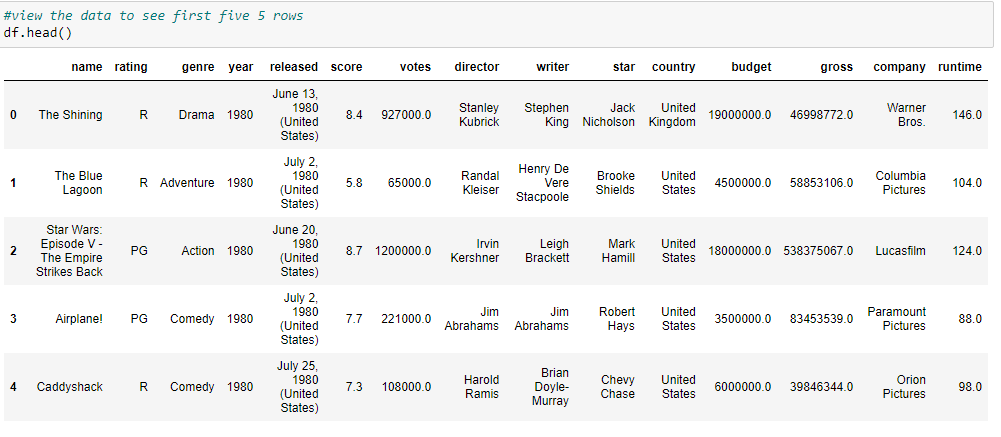 #view the data to see first five 5 rows
df.head()
name rating genre year released score votes director writer star country budget gross company runtime
0 The Shining R Drama 1980 June 13, 1980 (United States) 8.4 927000.0 Stanley Kubrick Stephen King Jack Nicholson United Kingdom 19000000.0 46998772.0 Warner Bros. 146.0
1 The Blue Lagoon R Adventure 1980 July 2, 1980 (United States) 5.8 65000.0 Randal Kleiser Henry De Vere Stacpoole Brooke Shields United States 4500000.0 58853106.0 Columbia Pictures 104.0
2 Star Wars: Episode V - The Empire Strikes Back PG Action 1980 June 20, 1980 (United States) 8.7 1200000.0 Irvin Kershner Leigh Brackett Mark Hamill United States 18000000.0 538375067.0 Lucasfilm 124.0
3 Airplane! PG Comedy 1980 July 2, 1980 (United States) 7.7 221000.0 Jim Abrahams Jim Abrahams Robert Hays United States 3500000.0 83453539.0 Paramount Pictures 88.0
4 Caddyshack R Comedy 1980 July 25, 1980 (United States) 7.3 108000.0 Harold Ramis Brian Doyle-Murray Chevy Chase United States 6000000.0 39846344.0 Orion Pictures 98.0